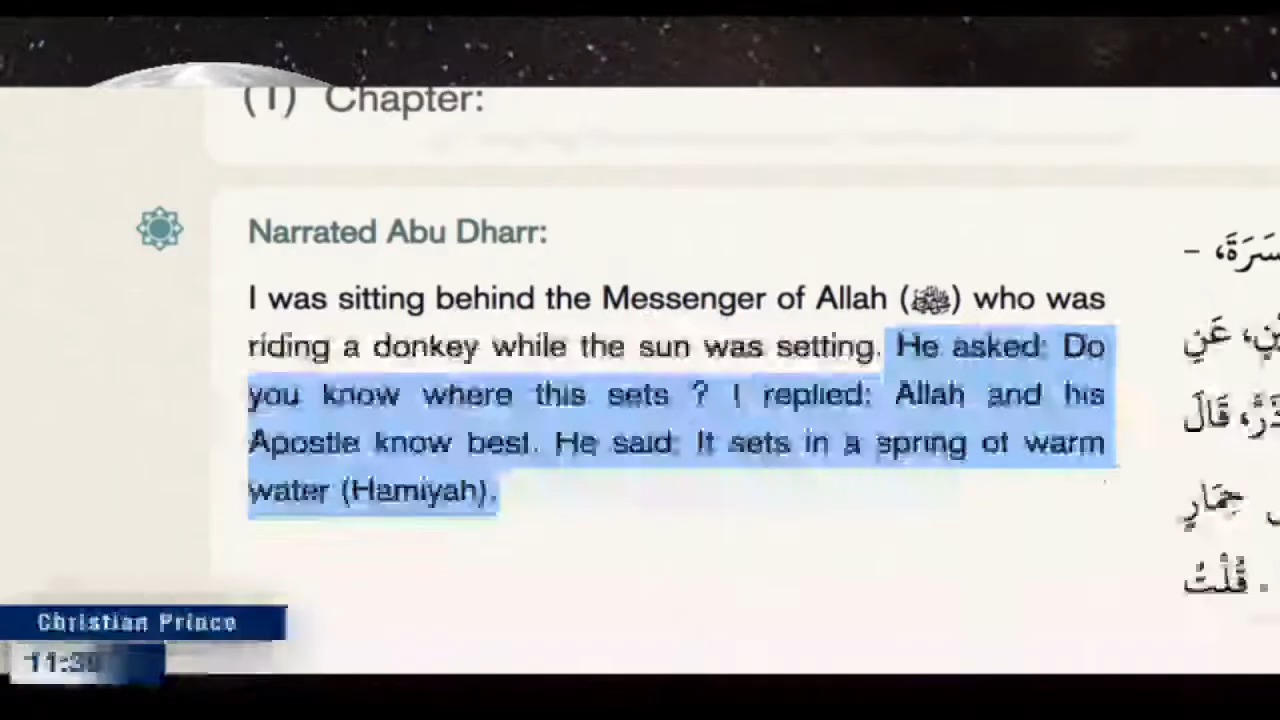 (1) Chapter:
Narrated Abu Dharr:
I was sitting behind the Messenger of Allah (ﷺ) who was
riding a donkey while the sun was setting. He asked: Do
you know where this sets ? I replied: Allah and his
Apostle know best. He said: It sets in a spring of warm
water (Hamiyah).
عَنِ
قَالَ
حِمَارٍ
قُلْتُ
Christian Prince